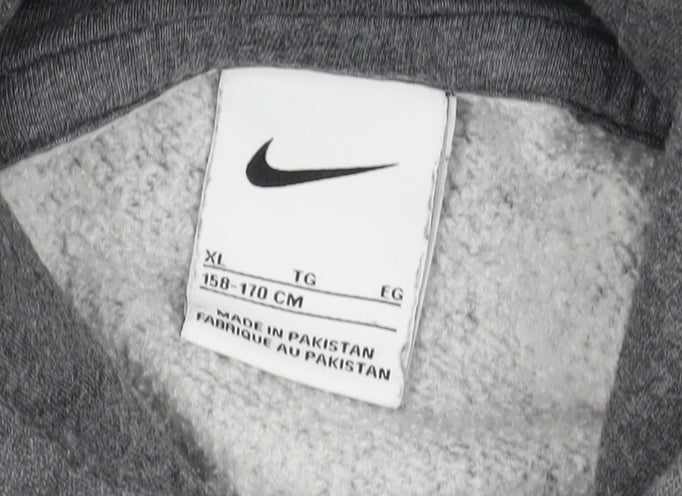 XL TG EG
158-170 CM
MADE IN PAKISTAN
FABRIQUE AU PAKISTAN